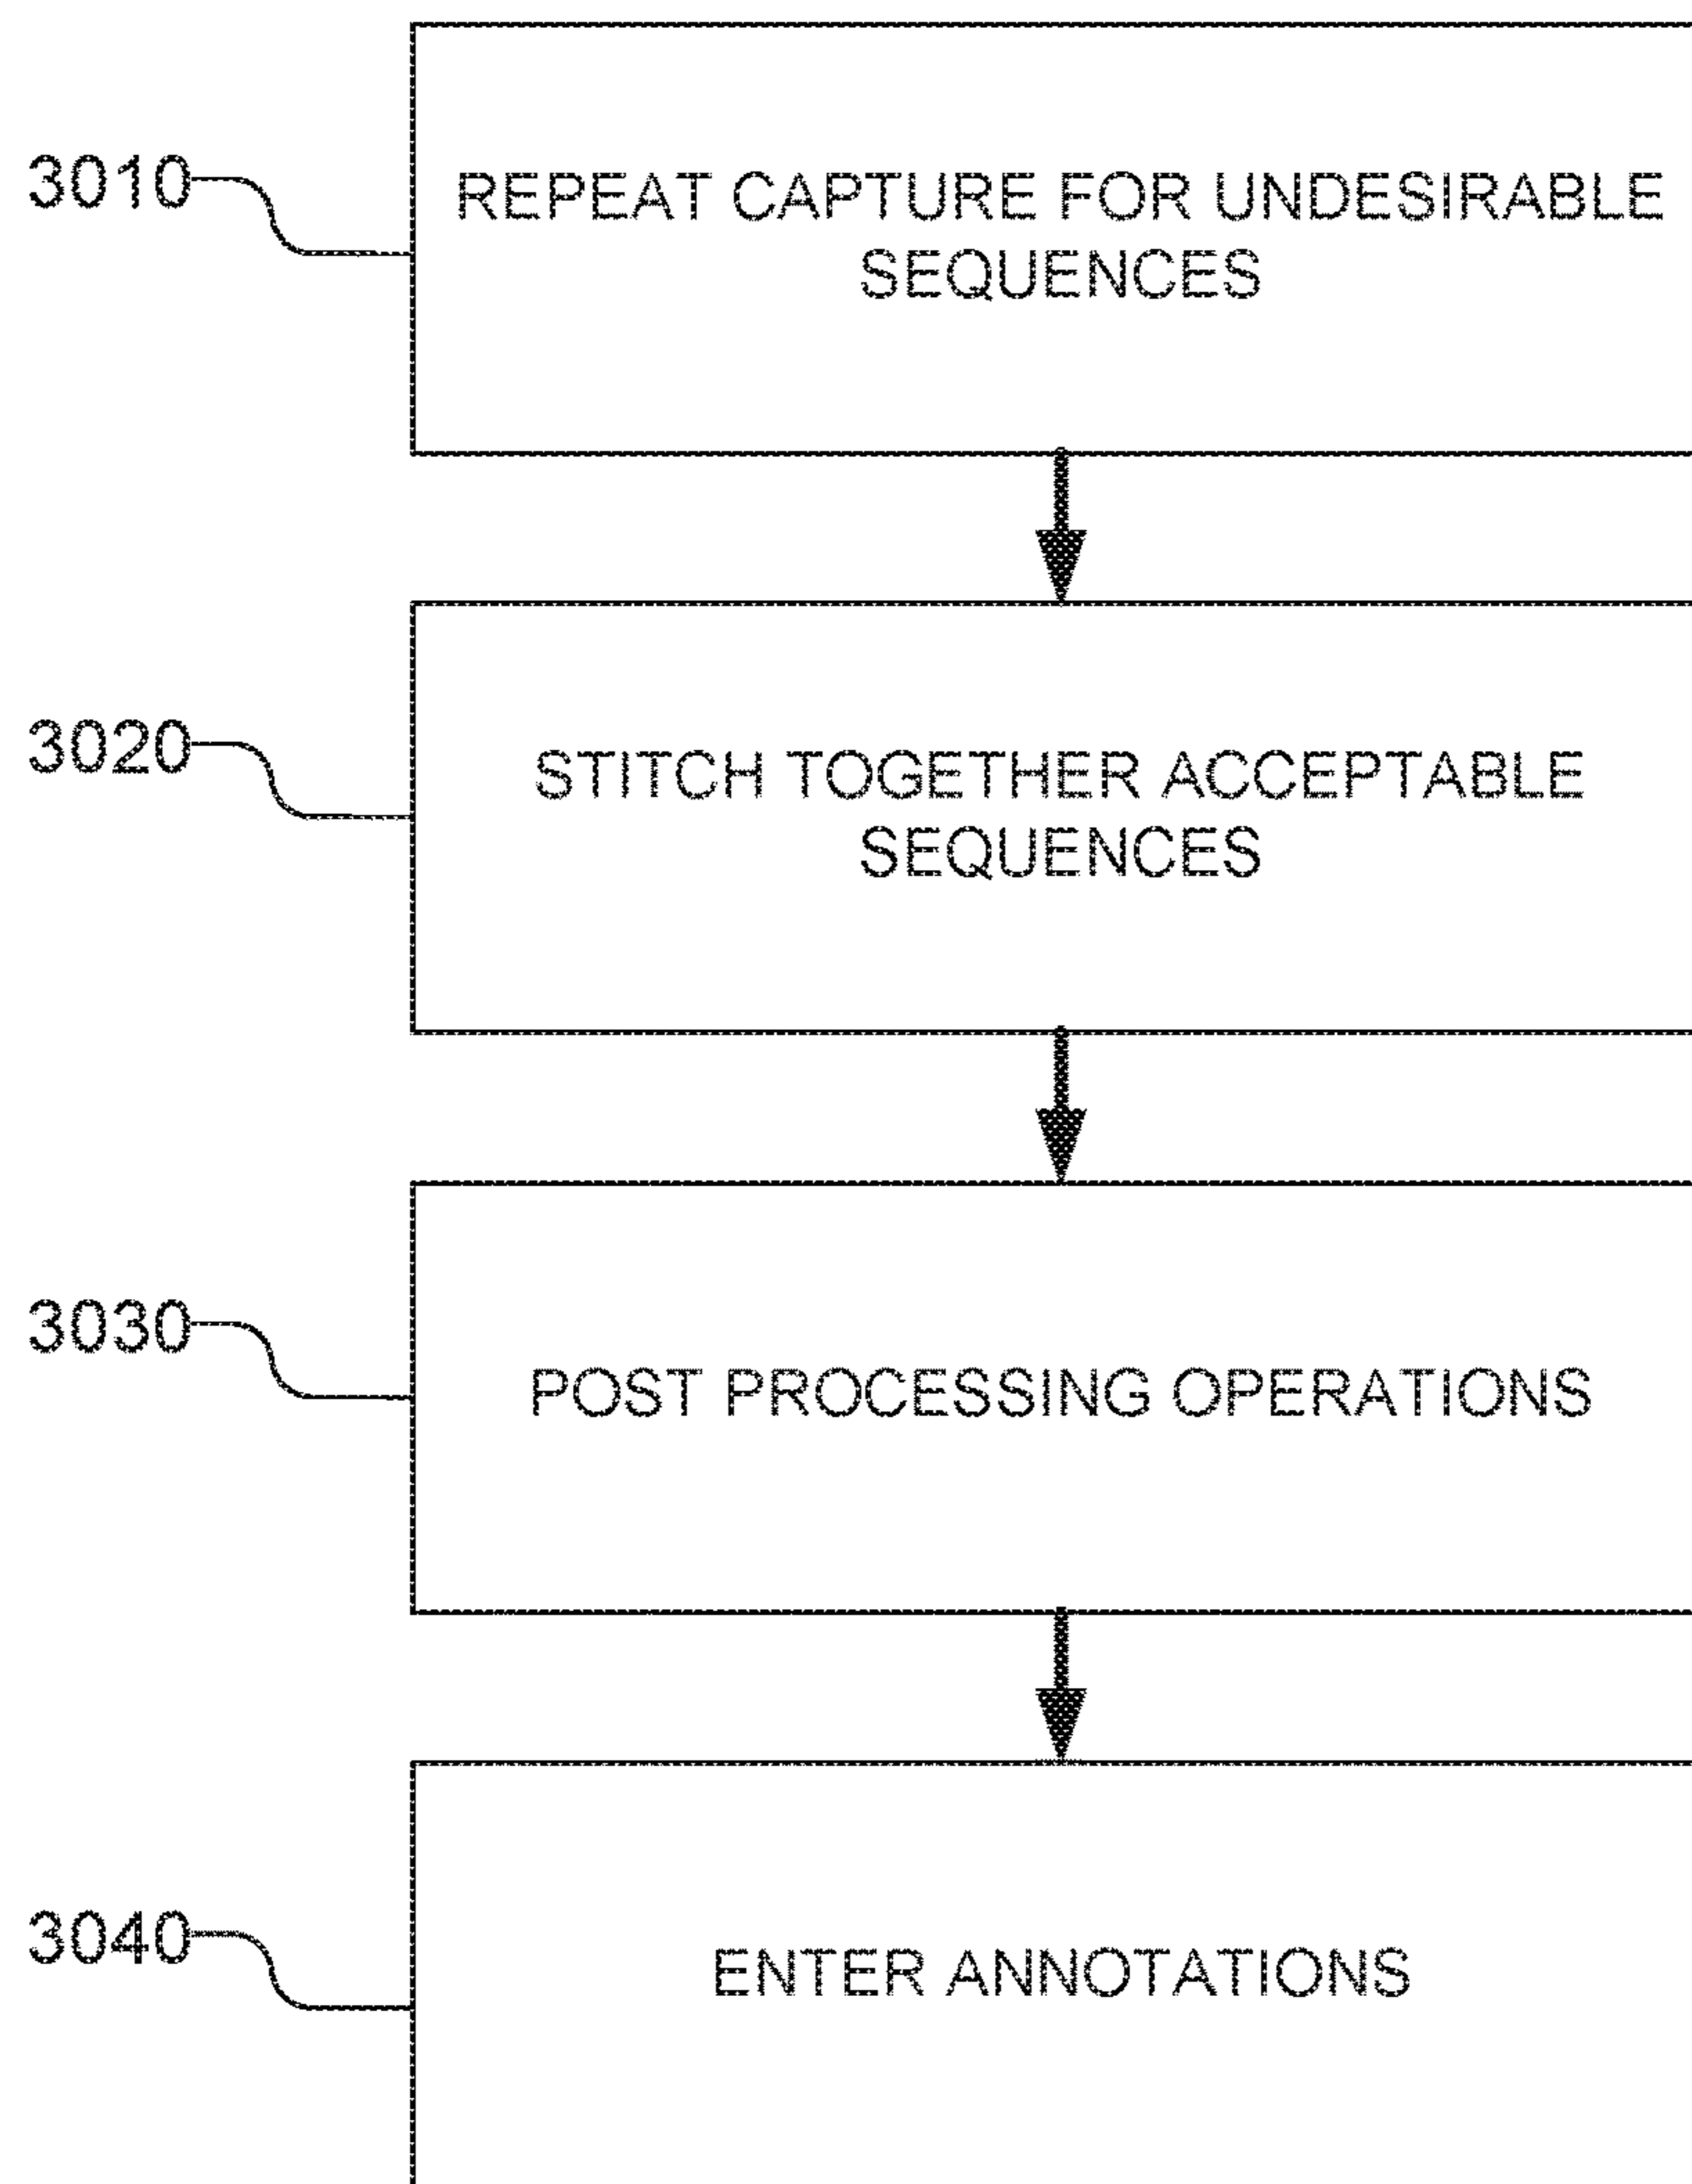 3010
REPEAT CAPTURE FOR UNDESIRABLE
SEQUENCES
3020
STITCH TOGETHER ACCEPTABLE
SEQUENCES
3030
POST PROCESSING OPERATIONS
3040
ENTER ANNOTATIONS